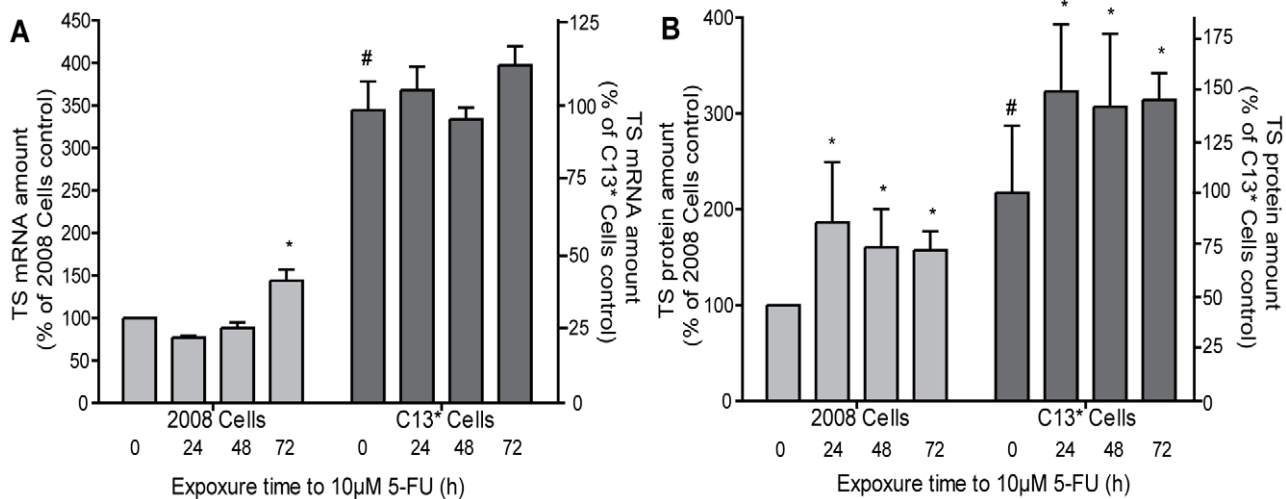 A
TS mRNA amount
(% of 2008 Cells control)
450
400
350
300
250
200
150
100
50
0
#
*
125
100
75
50
25
0
TS mRNA amount
(% of C13* Cells control)
2008 Cells
C13* Cells
0 24 48 72 0 24 48 72
Expoxure time to 10µM 5-FU (h)
B
TS protein amount
(% of 2008 Cells control)
400
300
200
100
0
*
*
*
#
*
*
*
175
150
125
100
75
50
25
0
TS protein amount
(% of C13* Cells control)
2008 Cells
C13* Cells
0 24 48 72 0 24 48 72
Expoxure time to 10µM 5-FU (h)